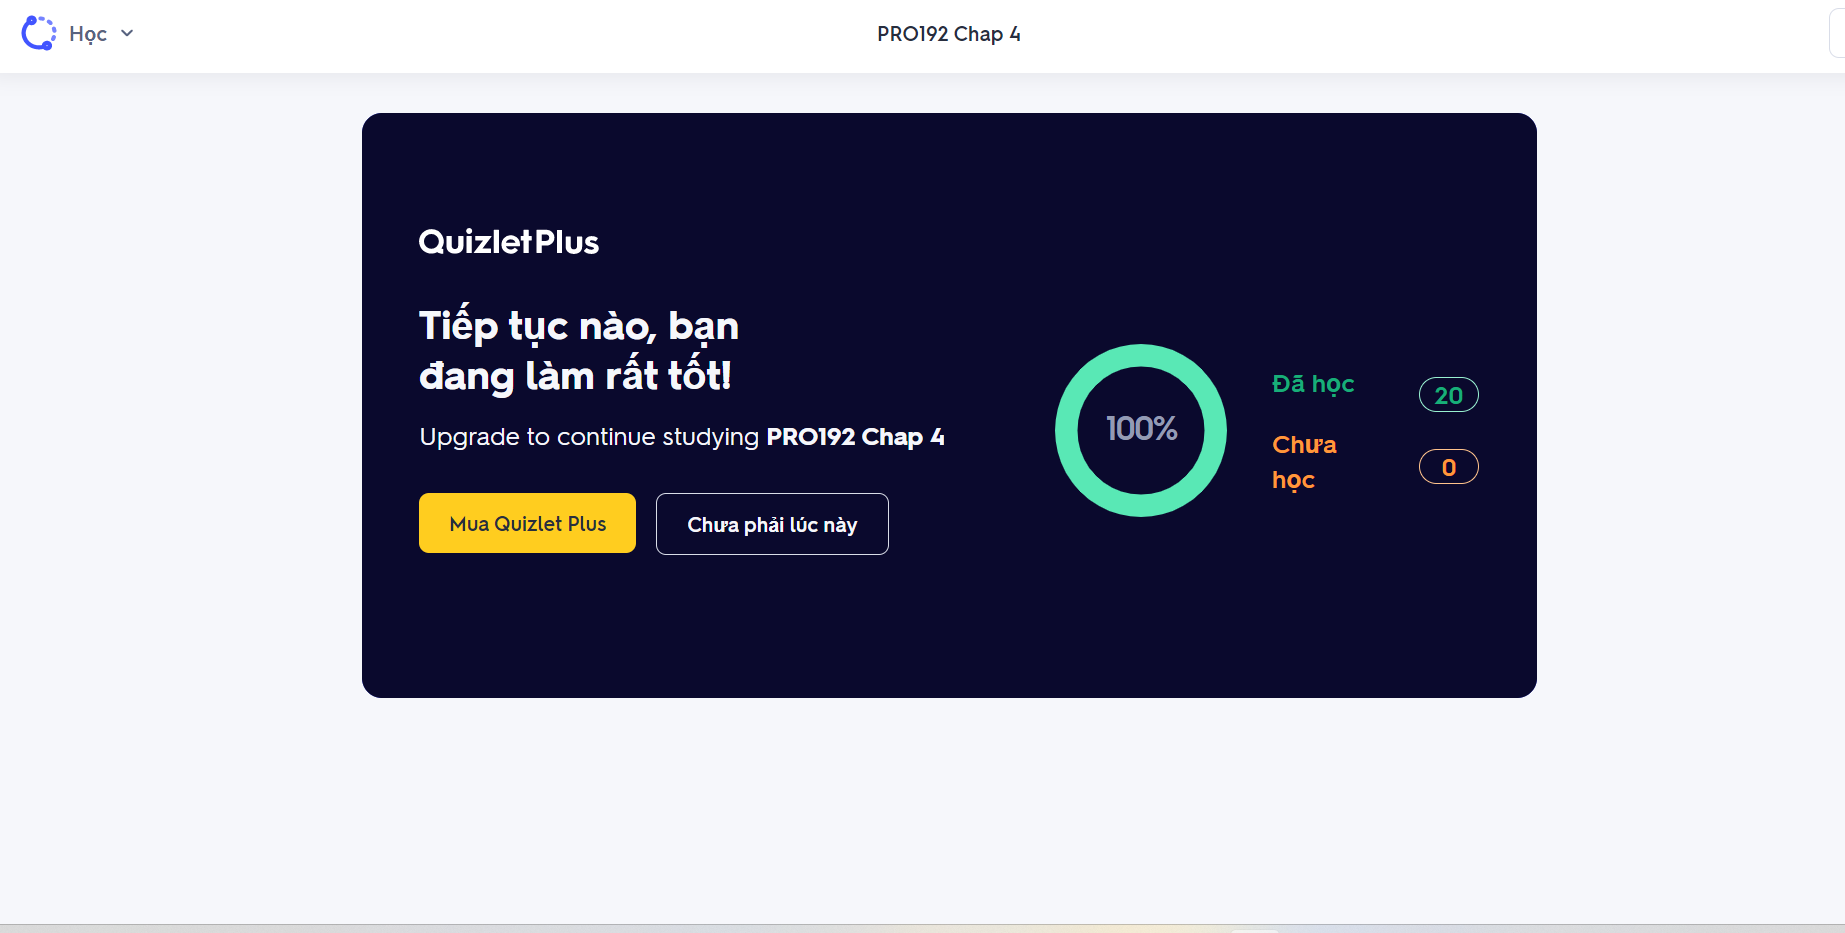 Học
PRO192 Chap 4
QuizletPlus
Tiếp tục nào, bạn
đang làm rất tốt!
Upgrade to continue studying PRO192 Chap 4
Mua Quizlet Plus
Chưa phải lúc này
100%
Đã học
20
Chưa
học
0